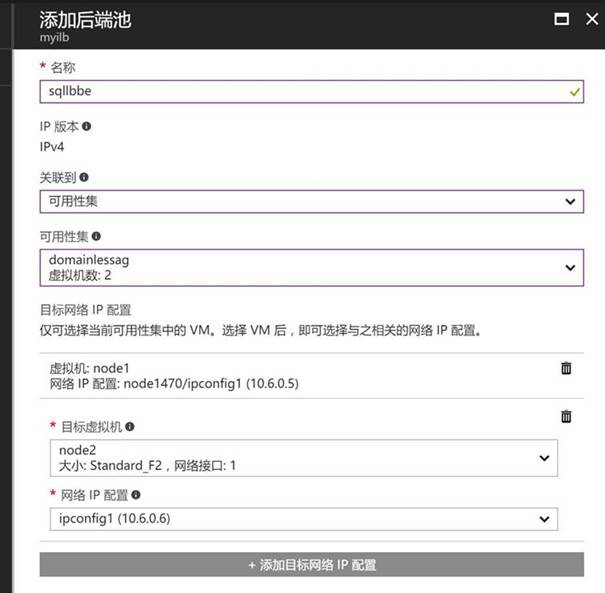 添加后端池
myilb
* 名称
sqllbbe
IP 版本
IPv4
关联到
可用性集
可用性集
domainlessag
虚拟机数: 2
目标网络 IP 配置
仅可选择当前可用性集中的 VM。选择 VM 后，即可选择与之相关的网络 IP 配置。
虚拟机: node1
网络 IP 配置: node1470/ipconfig1 (10.6.0.5)
* 目标虚拟机
node2
大小: Standard_F2，网络接口: 1
* 网络 IP 配置
ipconfig1 (10.6.0.6)
+ 添加目标网络 IP 配置